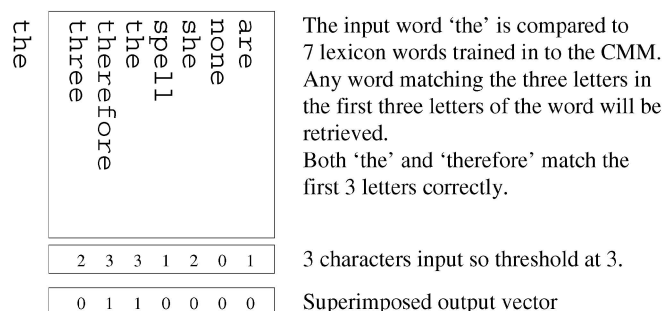 the
three
therefore
the
spell
she
none
are
The input word ‘the’ is compared to
7 lexicon words trained in to the CMM.
Any word matching the three letters in
the first three letters of the word will be
retrieved.
Both ‘the’ and ‘therefore’ match the
first 3 letters correctly.
2 3 3 1 2 0 1
3 characters input so threshold at 3.
0 1 1 0 0 0 0
Superimposed output vector